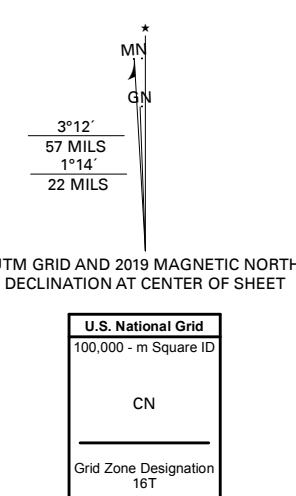 ★
MN
GN
3°12´
57 MILS
1°14´
22 MILS
UTM GRID AND 2019 MAGNETIC NORTH
DECLINATION AT CENTER OF SHEET
U.S. National Grid
100,000 - m Square ID
CN
Grid Zone Designation
16T